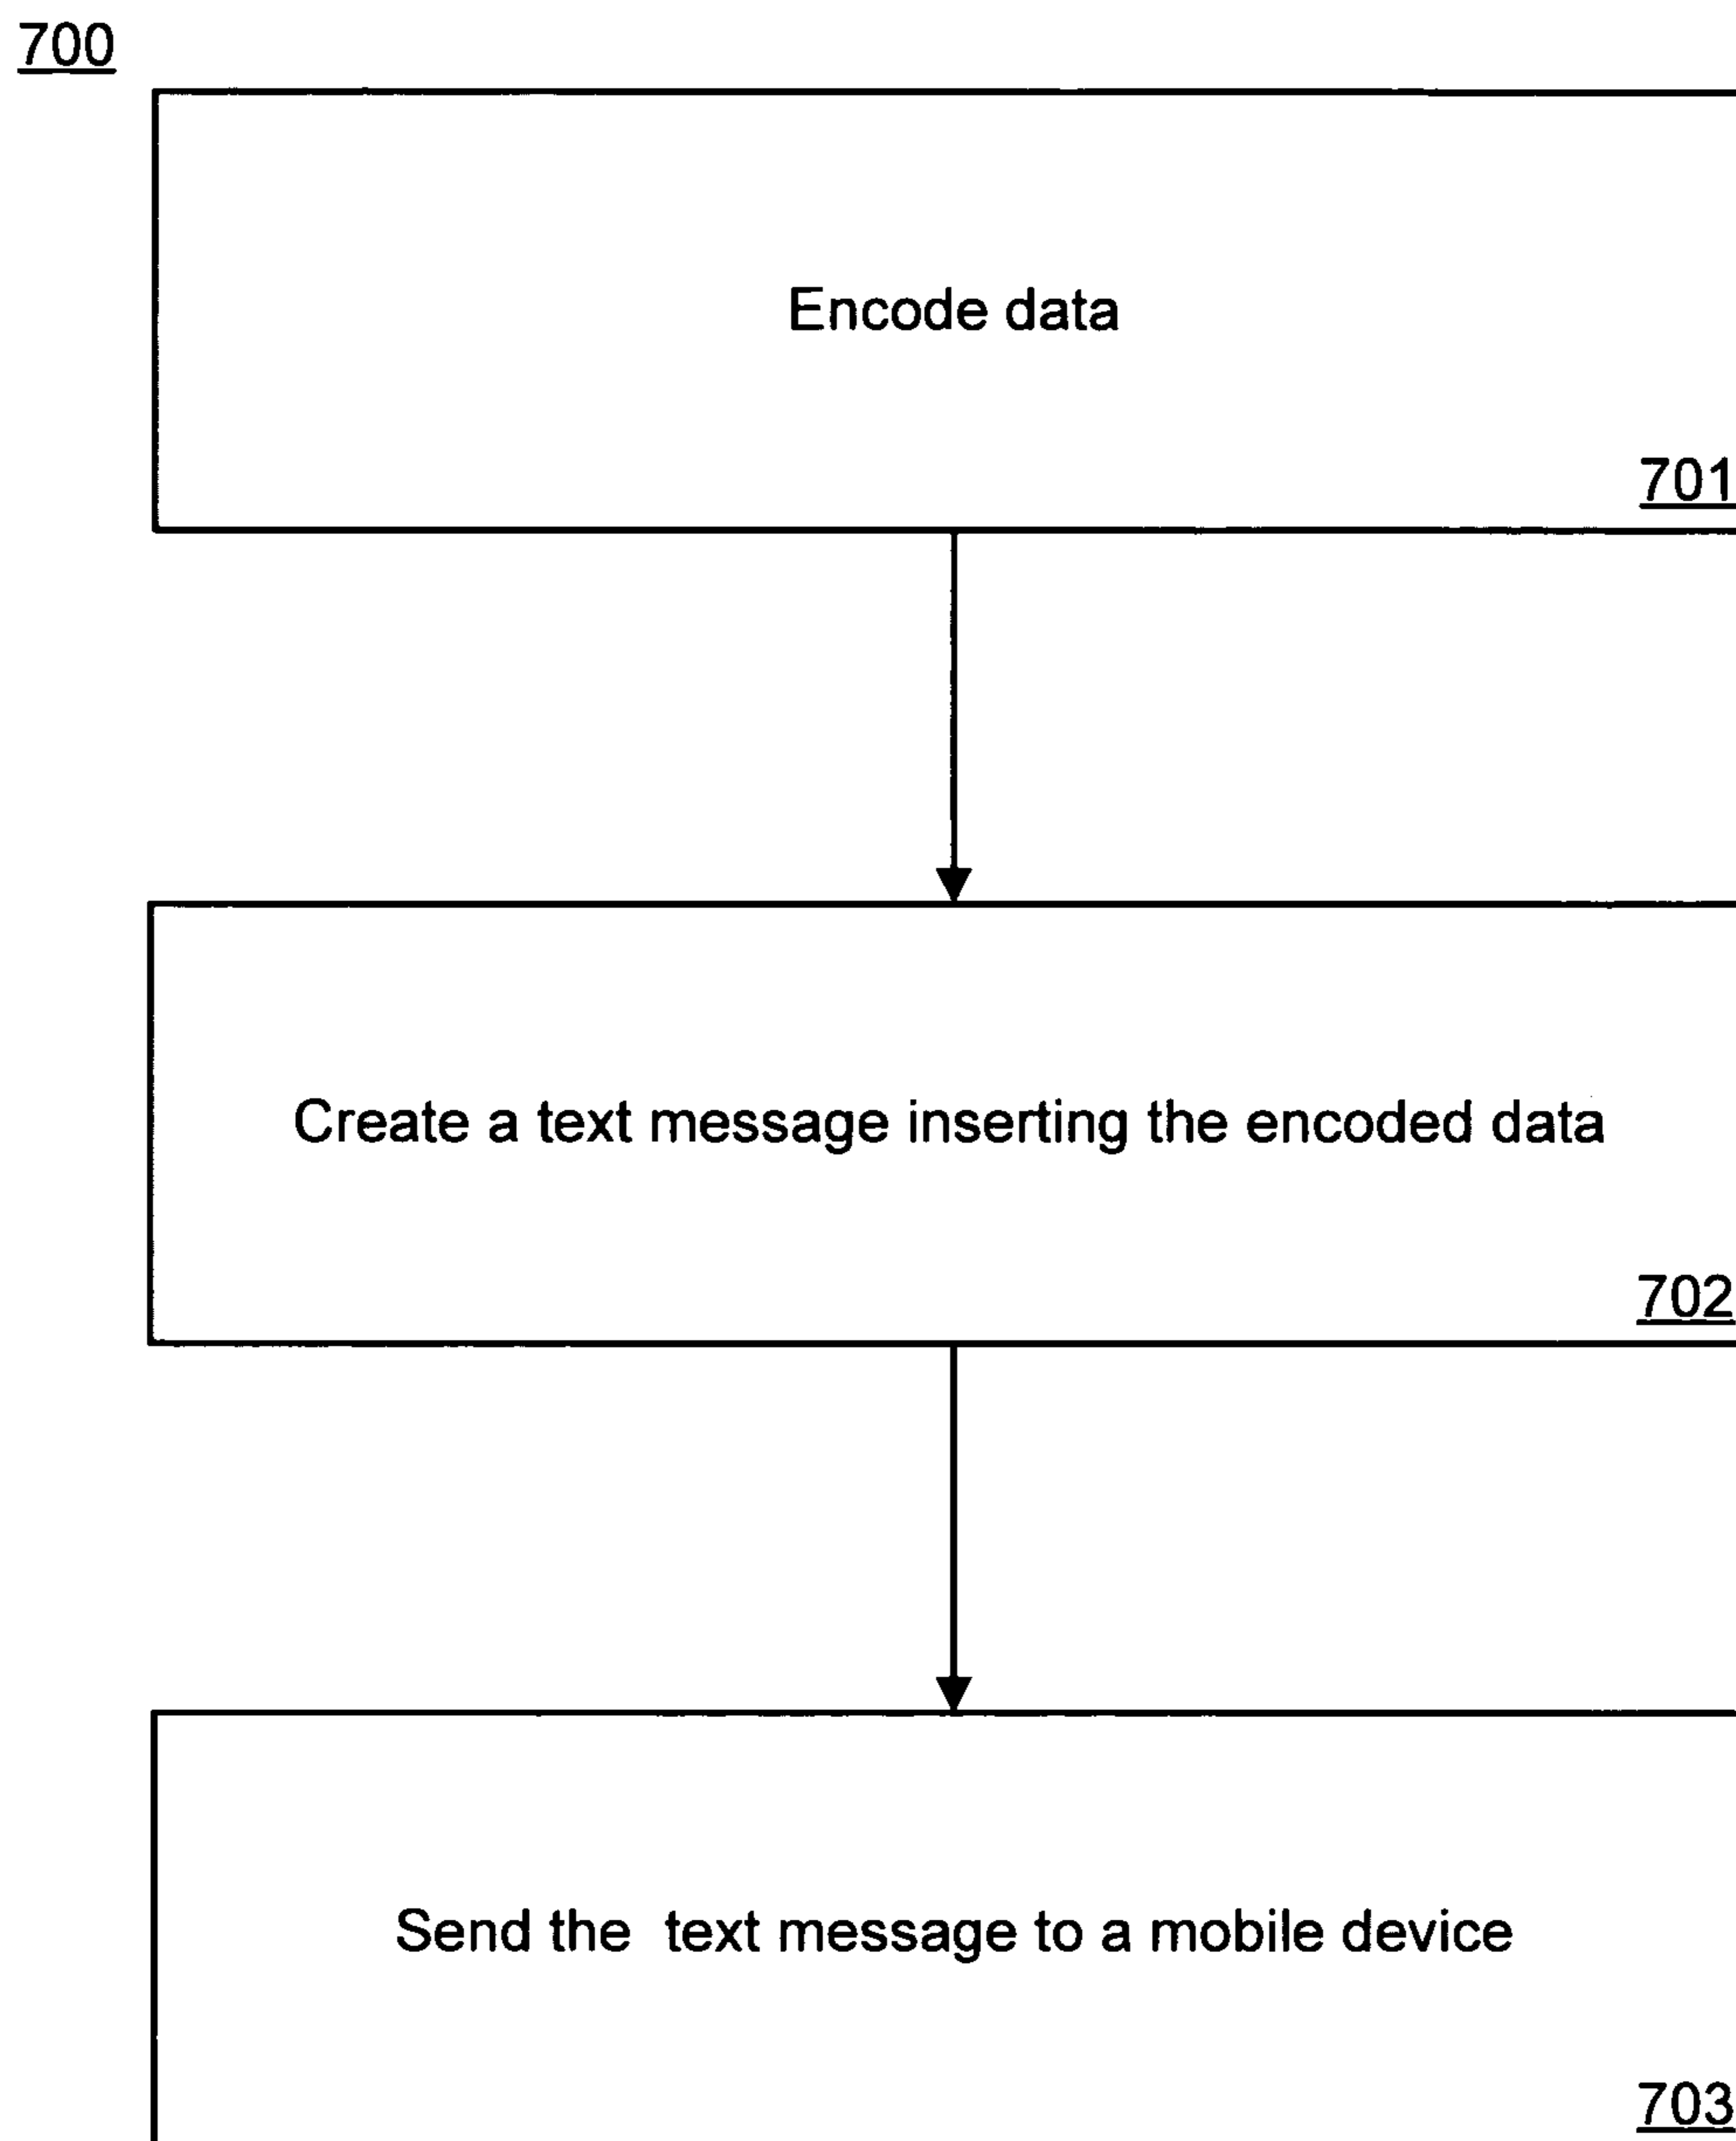 700
Encode data
701
Create a text message inserting the encoded data
702
Send the text message to a mobile device
703